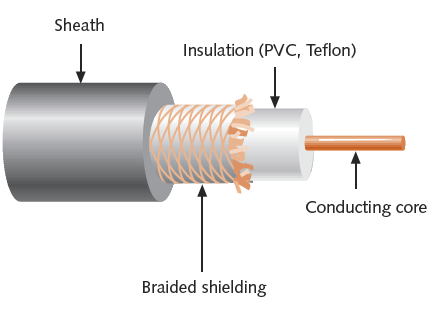 Sheath
Insulation (PVC, Teflon)
Conducting core
Braided shielding